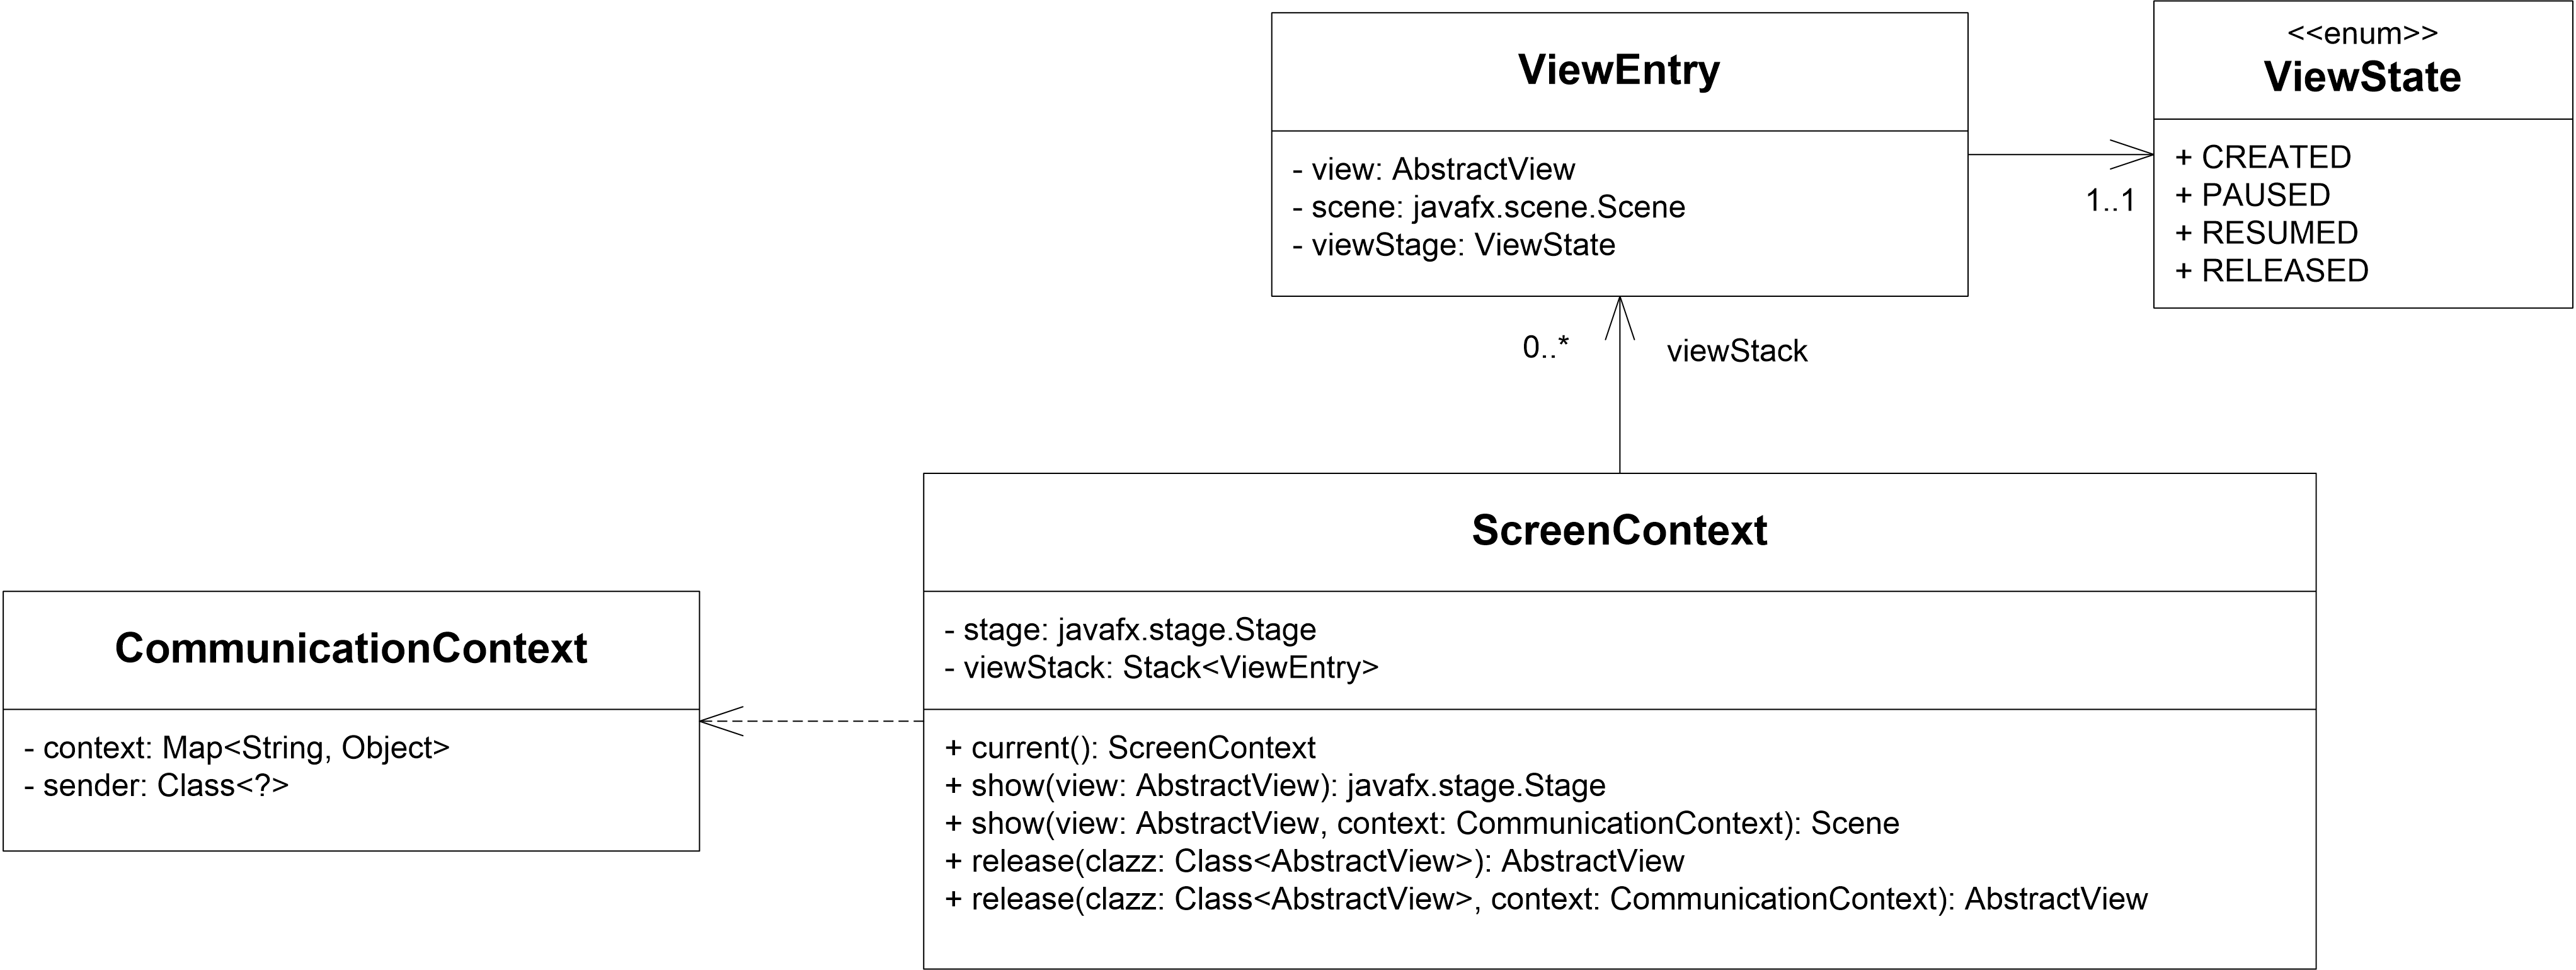 ViewEntry
- view: AbstractView
- scene: javafx.scene.Scene
- viewStage: ViewState
<<enum>>
ViewState
+ CREATED
+ PAUSED
+ RESUMED
+ RELEASED
1..1
0..*
viewStack
ScreenContext
- stage: javafx.stage.Stage
- viewStack: Stack<ViewEntry>
+ current(): ScreenContext
+ show(view: AbstractView): javafx.stage.Stage
+ show(view: AbstractView, context: CommunicationContext): Scene
+ release(clazz: Class<AbstractView>): AbstractView
+ release(clazz: Class<AbstractView>, context: CommunicationContext): AbstractView
CommunicationContext
- context: Map<String, Object>
- sender: Class<?>